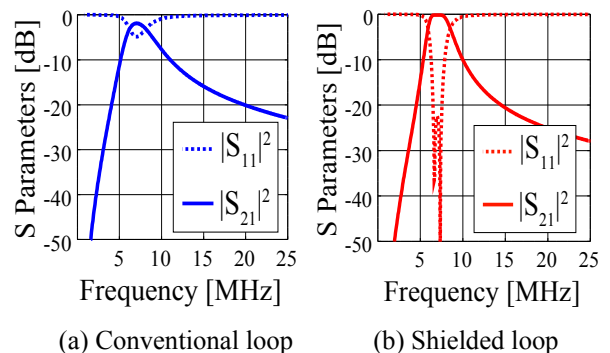 S Parameters [dB]
0
-10
-20
-30
-40
-50
5 10 15 20 25
|S11|²
|S21|²
Frequency [MHz]
(a) Conventional loop
S Parameters [dB]
0
-10
-20
-30
-40
-50
5 10 15 20 25
|S11|²
|S21|²
Frequency [MHz]
(b) Shielded loop